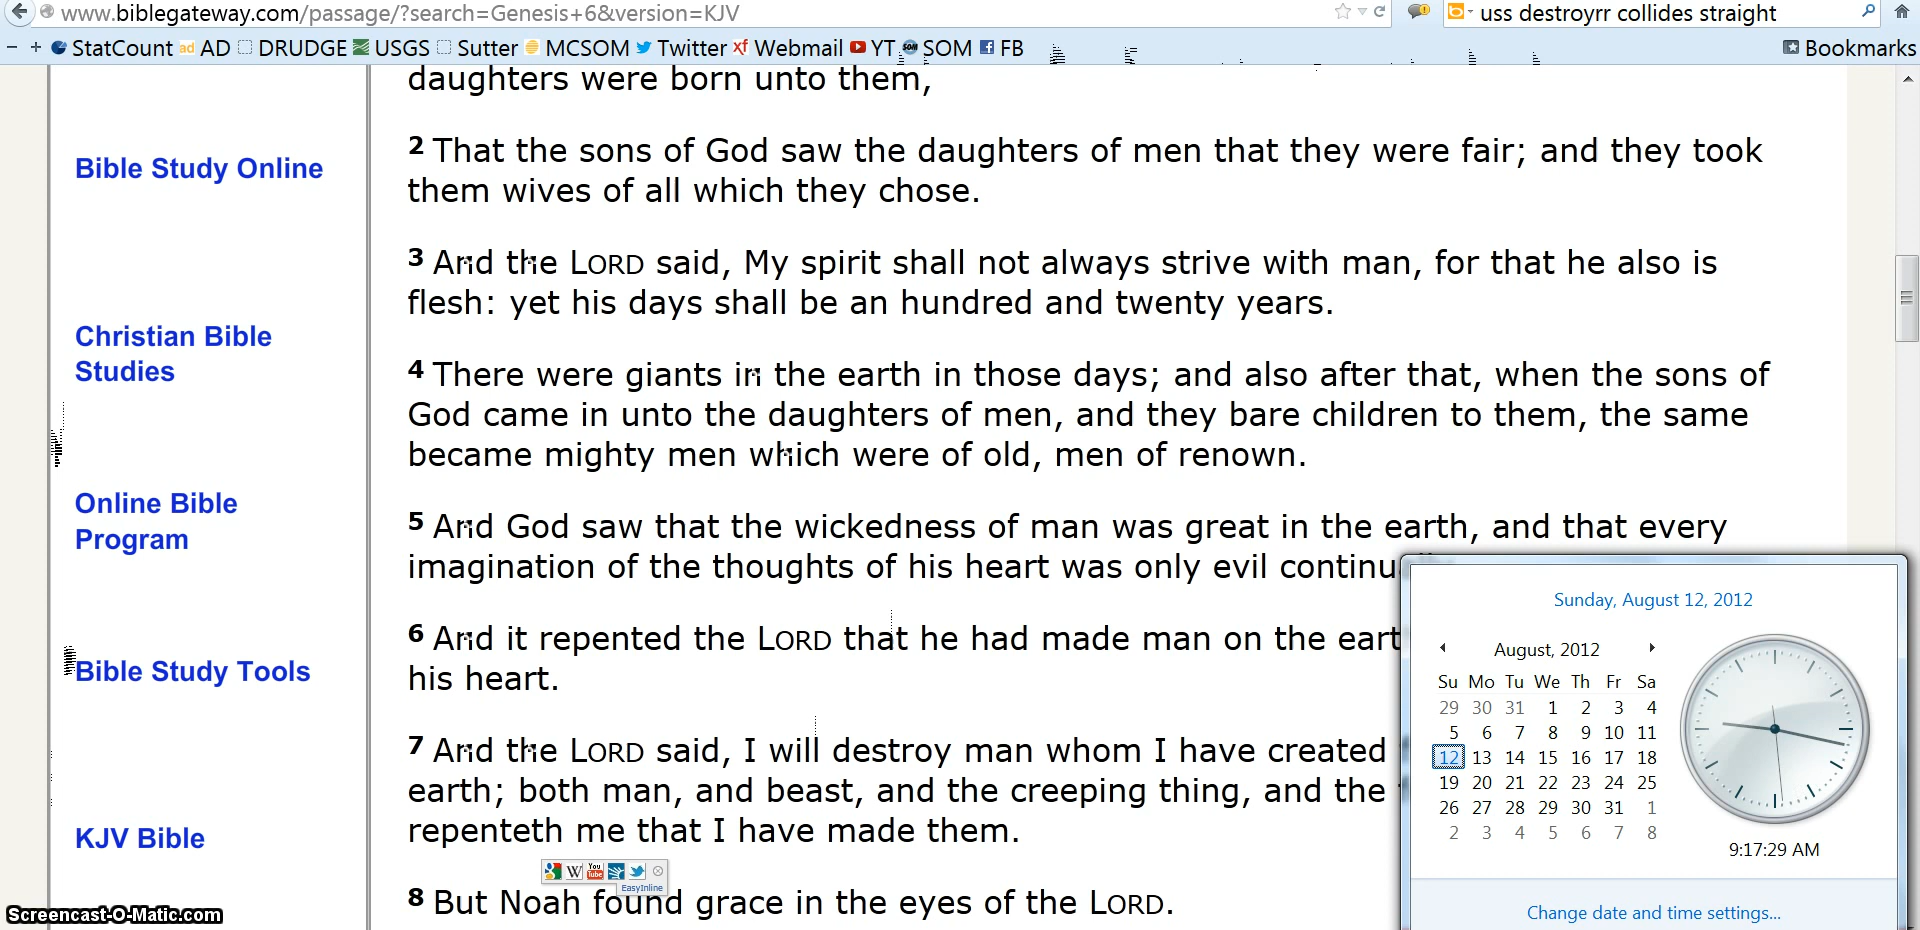 www.biblegateway.com/passage/?search=Genesis+6&version=KJV
uss destroyrr collides straight
StatCount AD DRUDGE USGS Sutter MCSOM Twitter Webmail YT SOM FB Bookmarks
daughters were born unto them,
2 That the sons of God saw the daughters of men that they were fair; and they took
them wives of all which they chose.
3 And the LORD said, My spirit shall not always strive with man, for that he also is
flesh: yet his days shall be an hundred and twenty years.
4 There were giants in the earth in those days; and also after that, when the sons of
God came in unto the daughters of men, and they bare children to them, the same
became mighty men which were of old, men of renown.
5 And God saw that the wickedness of man was great in the earth, and that every
imagination of the thoughts of his heart was only evil continu
6 And it repented the LORD that he had made man on the eart
his heart.
7 And the LORD said, I will destroy man whom I have created
earth; both man, and beast, and the creeping thing, and the
repenteth me that I have made them.
8 But Noah found grace in the eyes of the LORD.
Bible Study Online
Christian Bible
Studies
Online Bible
Program
Bible Study Tools
KJV Bible
W You Tube
EasyInline
Sunday, August 12, 2012
August, 2012
Su Mo Tu We Th Fr Sa
29 30 31 1 2 3 4
5 6 7 8 9 10 11
12 13 14 15 16 17 18
19 20 21 22 23 24 25
26 27 28 29 30 31 1
2 3 4 5 6 7 8
9:17:29 AM
Change date and time settings...
Screencast-O-Matic.com